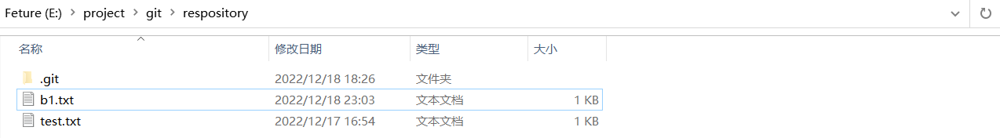 Feture (E:) > project > git > respository
名称 修改日期 类型 大小
.git 2022/12/18 18:26 文件夹
b1.txt 2022/12/18 23:03 文本文档 1 KB
test.txt 2022/12/17 16:54 文本文档 1 KB